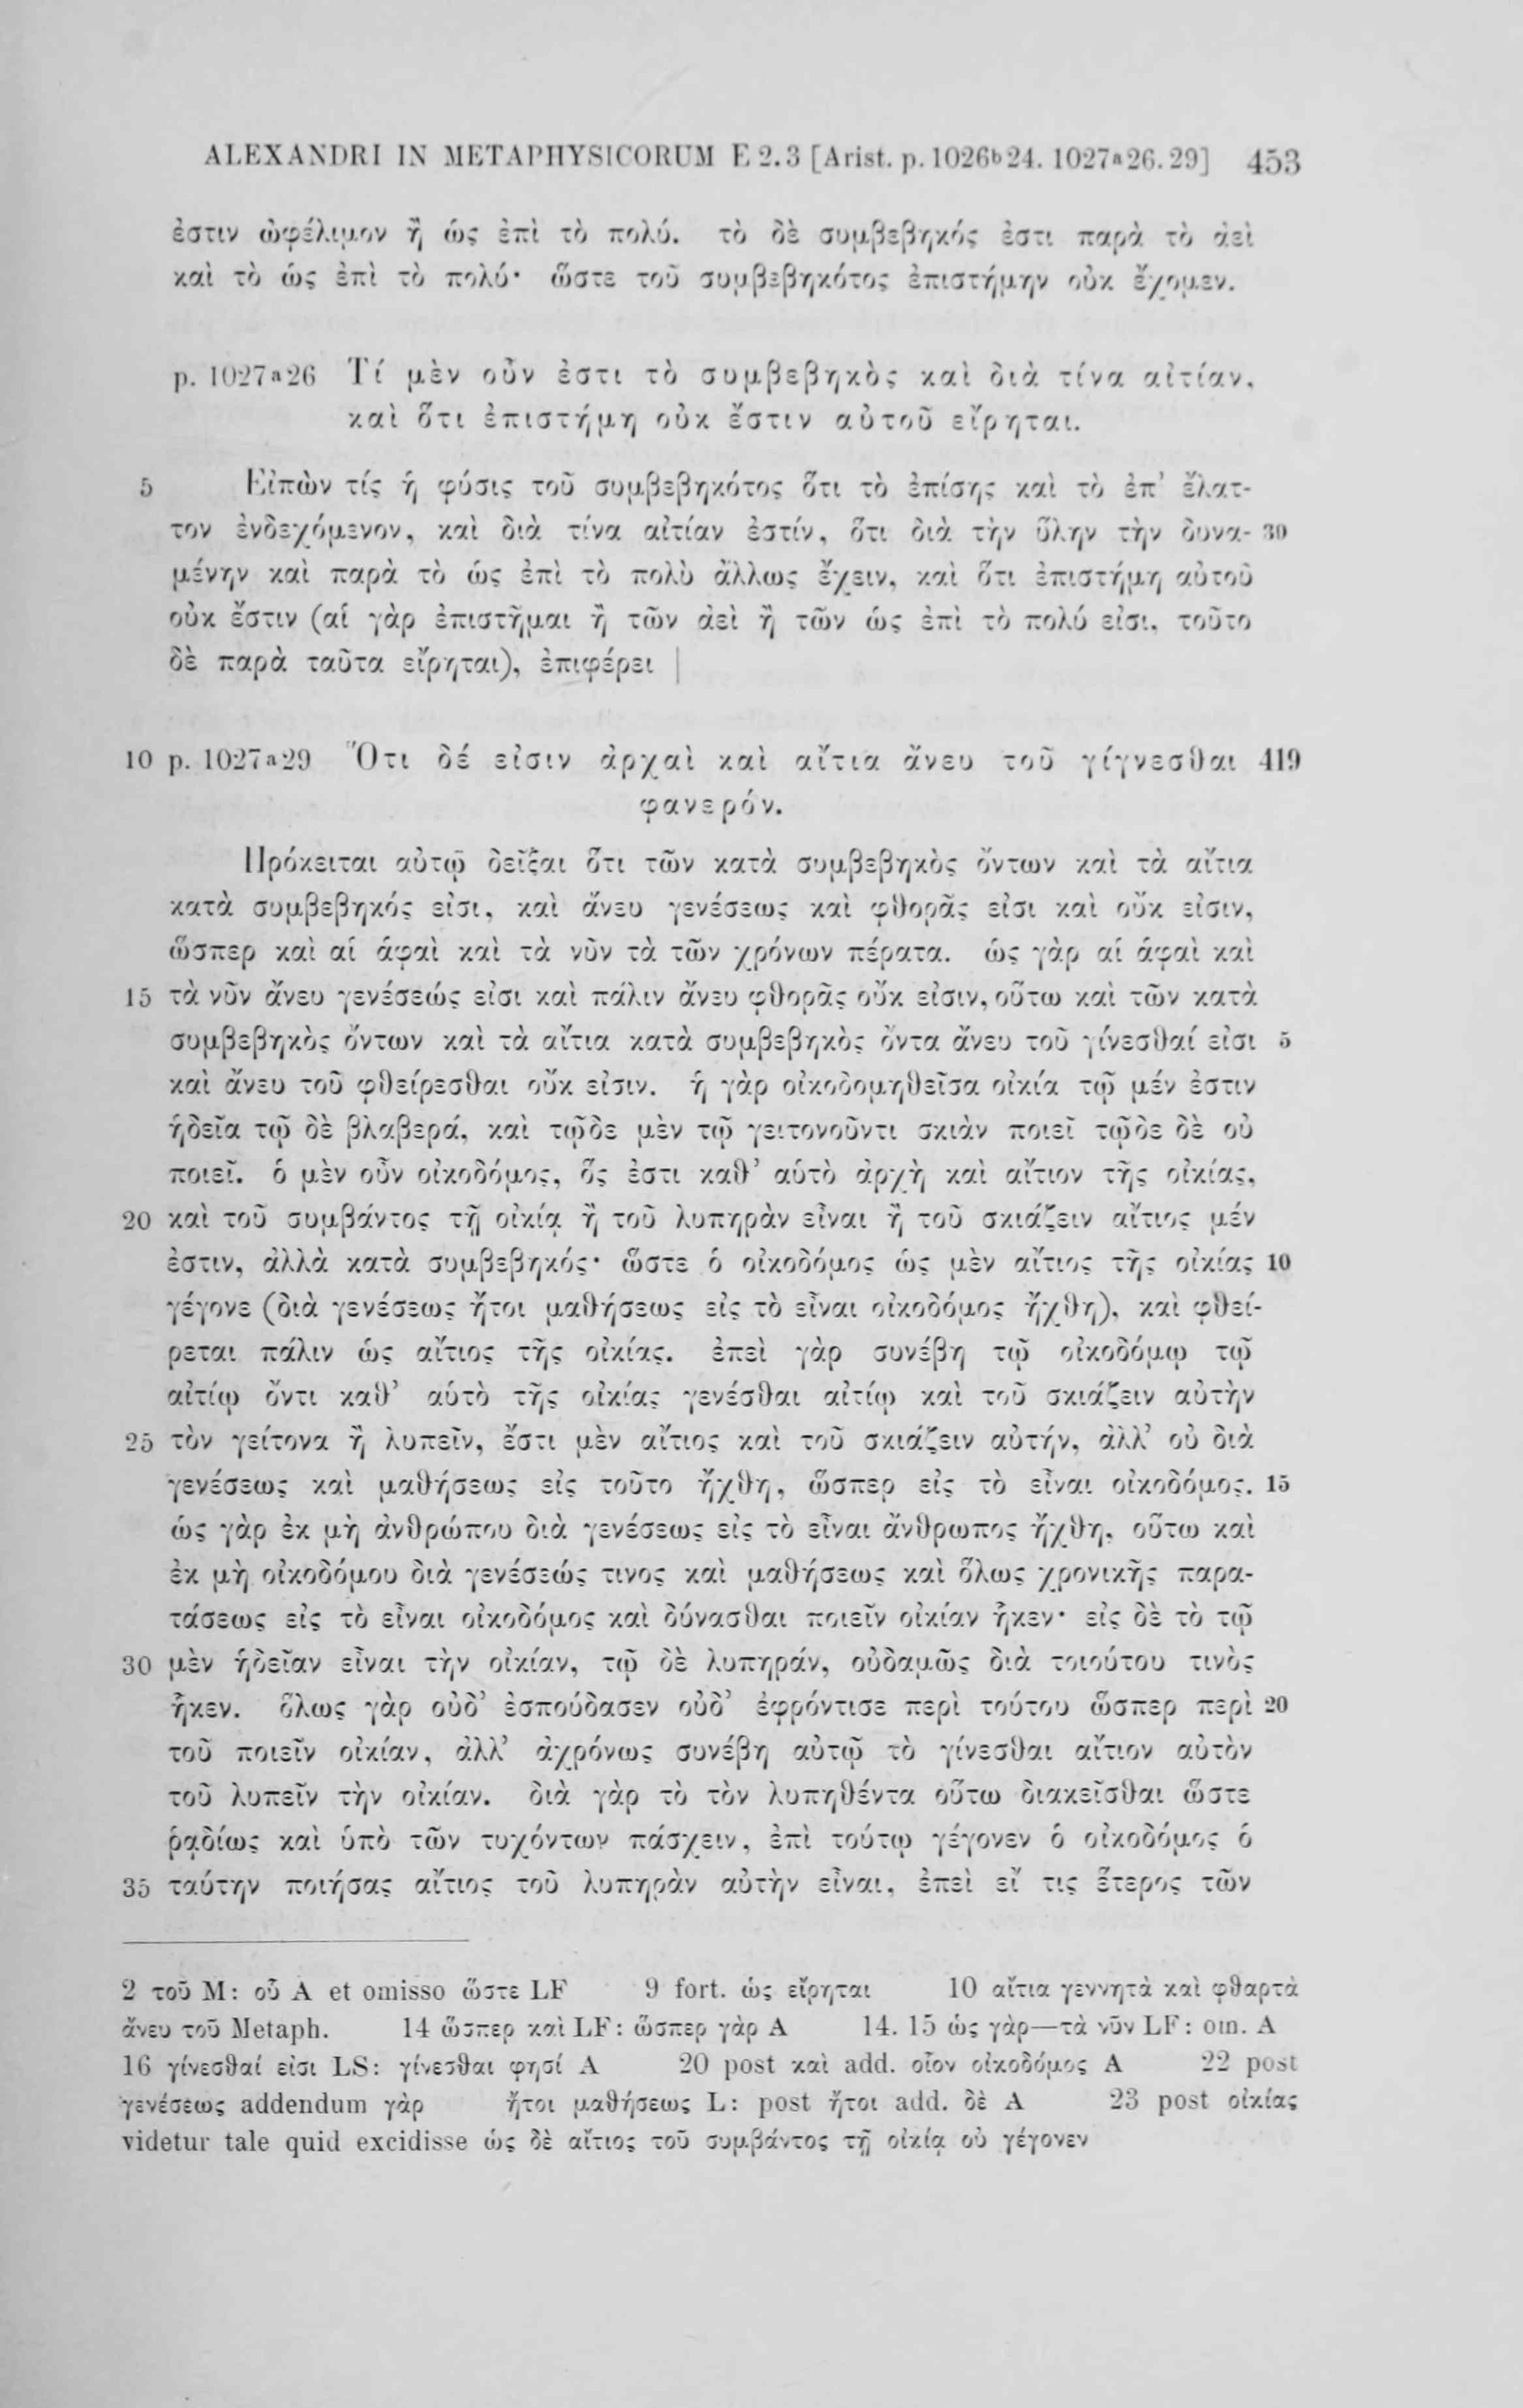 ALEXANDRI IN METAPHYSICORUM E 2.3 [Arist. p. 1026b24. 1027a26. 29] 453
ἐστιν ὠφέλιμον ἢ ὡς ἐπὶ τὸ πολύ. τὸ δὲ συμβεβηκός ἐστι παρὰ τὸ ἀεὶ
καὶ τὸ ὡς ἐπὶ τὸ πολύ· ὥστε τοῦ συμβεβηκότος ἐπιστήμην οὐκ ἔχομεν.
p. 1027a26 Τί μὲν οὖν ἐστι τὸ συμβεβηκὸς καὶ διὰ τίνα αἰτίαν,
καὶ ὅτι ἐπιστήμη οὐκ ἔστιν αὐτοῦ εἴρηται.
5 Εἰπὼν τίς ἡ φύσις τοῦ συμβεβηκότος ὅτι τὸ ἐπίσης καὶ τὸ ἐπ’ ἔλατ-
τον ἐνδεχόμενον, καὶ διὰ τίνα αἰτίαν ἐστίν, ὅτι διὰ τὴν ὕλην τὴν δυνα- 30
μένην καὶ παρὰ τὸ ὡς ἐπὶ τὸ πολὺ ἄλλως ἔχειν, καὶ ὅτι ἐπιστήμη αὐτοῦ
οὐκ ἔστιν (αἱ γὰρ ἐπιστῆμαι ἢ τῶν ἀεὶ ἢ τῶν ὡς ἐπὶ τὸ πολύ εἰσι, τοῦτο
δὲ παρὰ ταῦτα εἴρηται), ἐπιφέρει |
10 p. 1027a29 Ὅτι δέ εἰσιν ἀρχαὶ καὶ αἴτια ἄνευ τοῦ γίγνεσθαι 419
φανερόν.
Πρόκειται αὐτῷ δεῖξαι ὅτι τῶν κατὰ συμβεβηκὸς ὄντων καὶ τὰ αἴτια
κατὰ συμβεβηκός εἰσι, καὶ ἄνευ γενέσεως καὶ φθορᾶς εἰσι καὶ οὔκ εἰσιν,
ὥσπερ καὶ αἱ ἁφαὶ καὶ τὰ νῦν τὰ τῶν χρόνων πέρατα. ὡς γὰρ αἱ ἁφαὶ καὶ
15 τὰ νῦν ἄνευ γενέσεώς εἰσι καὶ πάλιν ἄνευ φθορᾶς οὔκ εἰσιν, οὕτω καὶ τῶν κατὰ
συμβεβηκὸς ὄντων καὶ τὰ αἴτια κατὰ συμβεβηκὸς ὄντα ἄνευ τοῦ γίνεσθαί εἰσι 5
καὶ ἄνευ τοῦ φθείρεσθαι οὔκ εἰσιν. ἡ γὰρ οἰκοδομηθεῖσα οἰκία τῷ μέν ἐστιν
ἡδεῖα τῷ δὲ βλαβερά, καὶ τῷδε μὲν τῷ γειτονοῦντι σκιὰν ποιεῖ τῷδε δὲ οὐ
ποιεῖ. ὁ μὲν οὖν οἰκοδόμος, ὅς ἐστι καθ’ αὑτὸ ἀρχὴ καὶ αἴτιον τῆς οἰκίας,
20 καὶ τοῦ συμβάντος τῇ οἰκίᾳ ἢ τοῦ λυπηρὰν εἶναι ἢ τοῦ σκιάζειν αἴτιος μέν
ἐστιν, ἀλλὰ κατὰ συμβεβηκός· ὥστε ὁ οἰκοδόμος ὡς μὲν αἴτιος τῆς οἰκίας 10
γέγονε (διὰ γενέσεως ἤτοι μαθήσεως εἰς τὸ εἶναι οἰκοδόμος ἤχθη), καὶ φθεί-
ρεται πάλιν ὡς αἴτιος τῆς οἰκίας. ἐπεὶ γὰρ συνέβη τῷ οἰκοδόμῳ τῷ
αἰτίῳ ὄντι καθ’ αὑτὸ τῆς οἰκίας γενέσθαι αἰτίῳ καὶ τοῦ σκιάζειν αὐτὴν
25 τὸν γείτονα ἢ λυπεῖν, ἔστι μὲν αἴτιος καὶ τοῦ σκιάζειν αὐτήν, ἀλλ’ οὐ διὰ
γενέσεως καὶ μαθήσεως εἰς τοῦτο ἤχθη, ὥσπερ εἰς τὸ εἶναι οἰκοδόμος. 15
ὡς γὰρ ἐκ μὴ ἀνθρώπου διὰ γενέσεως εἰς τὸ εἶναι ἄνθρωπος ἤχθη, οὕτω καὶ
ἐκ μὴ οἰκοδόμου διὰ γενέσεώς τινος καὶ μαθήσεως καὶ ὅλως χρονικῆς παρα-
τάσεως εἰς τὸ εἶναι οἰκοδόμος καὶ δύνασθαι ποιεῖν οἰκίαν ἧκεν· εἰς δὲ τὸ τῷ
30 μὲν ἡδεῖαν εἶναι τὴν οἰκίαν, τῷ δὲ λυπηράν, οὐδαμῶς διὰ τοιούτου τινὸς
ἧκεν. ὅλως γὰρ οὐδ’ ἐσπούδασεν οὐδ’ ἐφρόντισε περὶ τούτου ὥσπερ περὶ 20
τοῦ ποιεῖν οἰκίαν, ἀλλ’ ἀχρόνως συνέβη αὐτῷ τὸ γίνεσθαι αἴτιον αὐτὸν
τοῦ λυπεῖν τὴν οἰκίαν. διὰ γὰρ τὸ τὸν λυπηθέντα οὕτω διακεῖσθαι ὥστε
ῥᾳδίως καὶ ὑπὸ τῶν τυχόντων πάσχειν, ἐπὶ τούτῳ γέγονεν ὁ οἰκοδόμος ὁ
35 ταύτην ποιήσας αἴτιος τοῦ λυπηρὰν αὐτὴν εἶναι, ἐπεὶ εἴ τις ἕτερος τῶν
2 τοῦ M: οὗ A et omisso ὥστε LF 9 fort. ὡς εἴρηται 10 αἴτια γεννητὰ καὶ φθαρτὰ
ἄνευ τοῦ Metaph. 14 ὥσπερ καὶ LF: ὥσπερ γὰρ A 14. 15 ὡς γὰρ—τὰ νῦν LF: om. A
16 γίνεσθαί εἰσι LS: γίνεσθαι φησί A 20 post καὶ add. οἷον οἰκοδόμος A 22 post
γενέσεως addendum γὰρ ἤτοι μαθήσεως L: post ἤτοι add. δὲ A 23 post οἰκίας
videtur tale quid excidisse ὡς δὲ αἴτιος τοῦ συμβάντος τῇ οἰκίᾳ οὐ γέγονεν